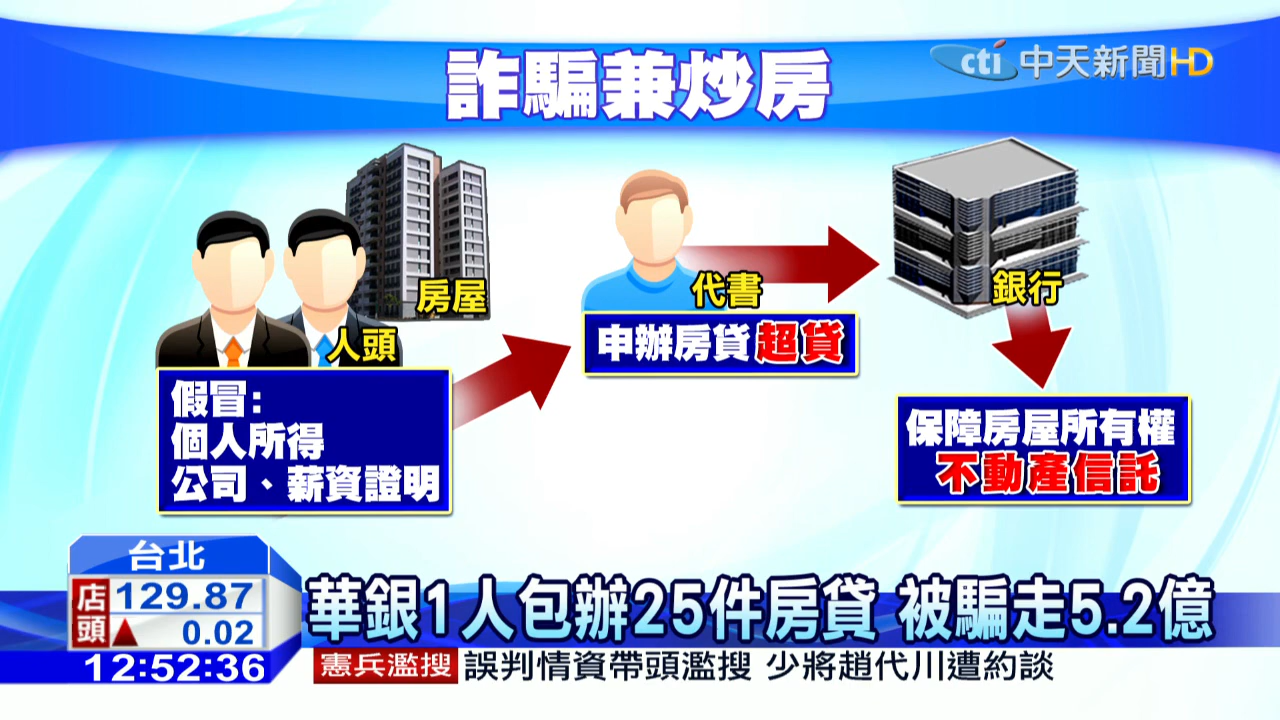 詐騙兼炒房
cti 中天新聞HD
房屋
人頭
假冒:
個人所得
公司、薪資證明
代書
申辦房貸超貸
銀行
保障房屋所有權
不動產信託
台北
店頭 129.87
▲ 0.02
12:52:36
華銀1人包辦25件房貸 被騙走5.2億
憲兵濫搜 誤判情資帶頭濫搜 少將趙代川遭約談